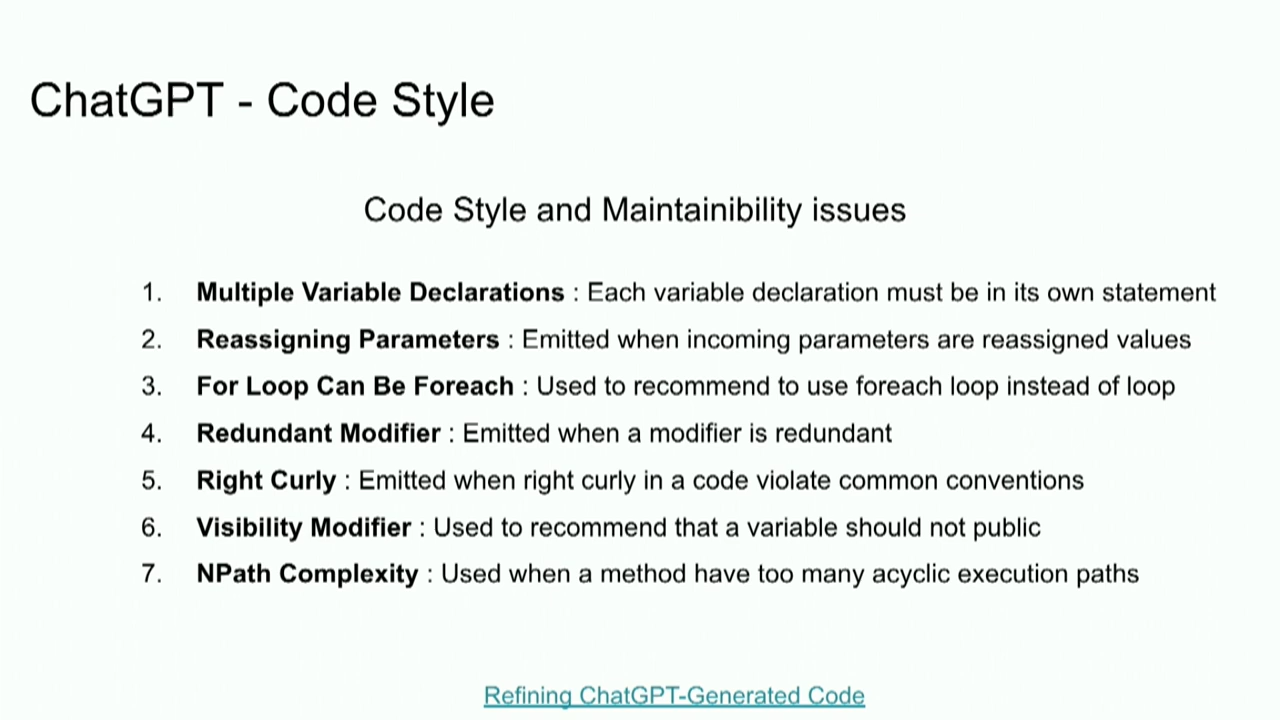 ChatGPT - Code Style
Code Style and Maintainibility issues
1. Multiple Variable Declarations : Each variable declaration must be in its own statement
2. Reassigning Parameters : Emitted when incoming parameters are reassigned values
3. For Loop Can Be Foreach : Used to recommend to use foreach loop instead of loop
4. Redundant Modifier : Emitted when a modifier is redundant
5. Right Curly : Emitted when right curly in a code violate common conventions
6. Visibility Modifier : Used to recommend that a variable should not public
7. NPath Complexity : Used when a method have too many acyclic execution paths
Refining ChatGPT-Generated Code